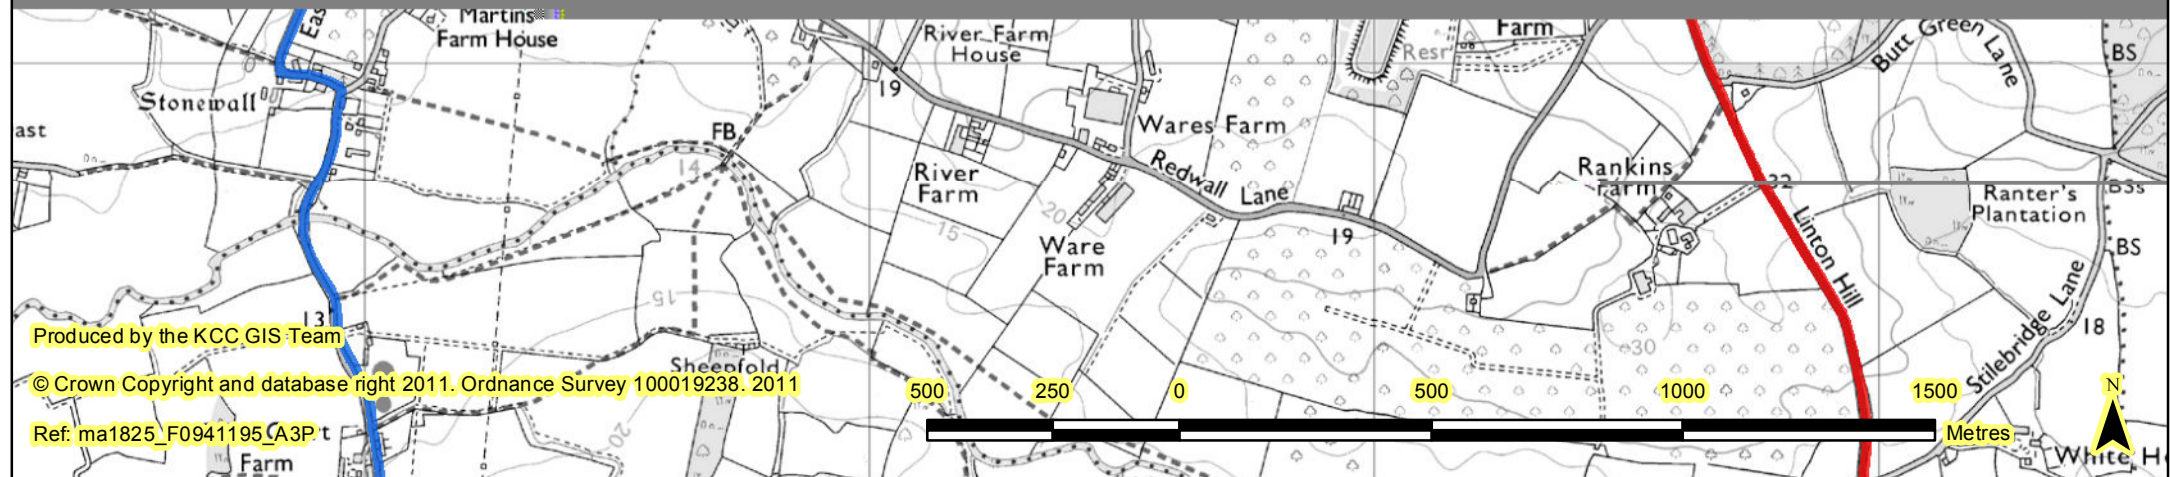 Martins
Farm House
River Farm
House
Farm
Resr
Butt Green Lane
BS
Stonewall
19
FB
14
Wares Farm
Redwall Lane
River
Farm
Rankins
Farm
32
Ranter's
Plantation
BSs
ast
15
20
Ware
Farm
19
Linton Hill
BS
15
13
30
Stilebridge Lane
18
Produced by the KCC GIS Team
Sheepfold
© Crown Copyright and database right 2011. Ordnance Survey 100019238. 2011
500 250 0 500 1000 1500
N
Ref: ma1825_F0941195_A3P
Metres
20
Farm
White H